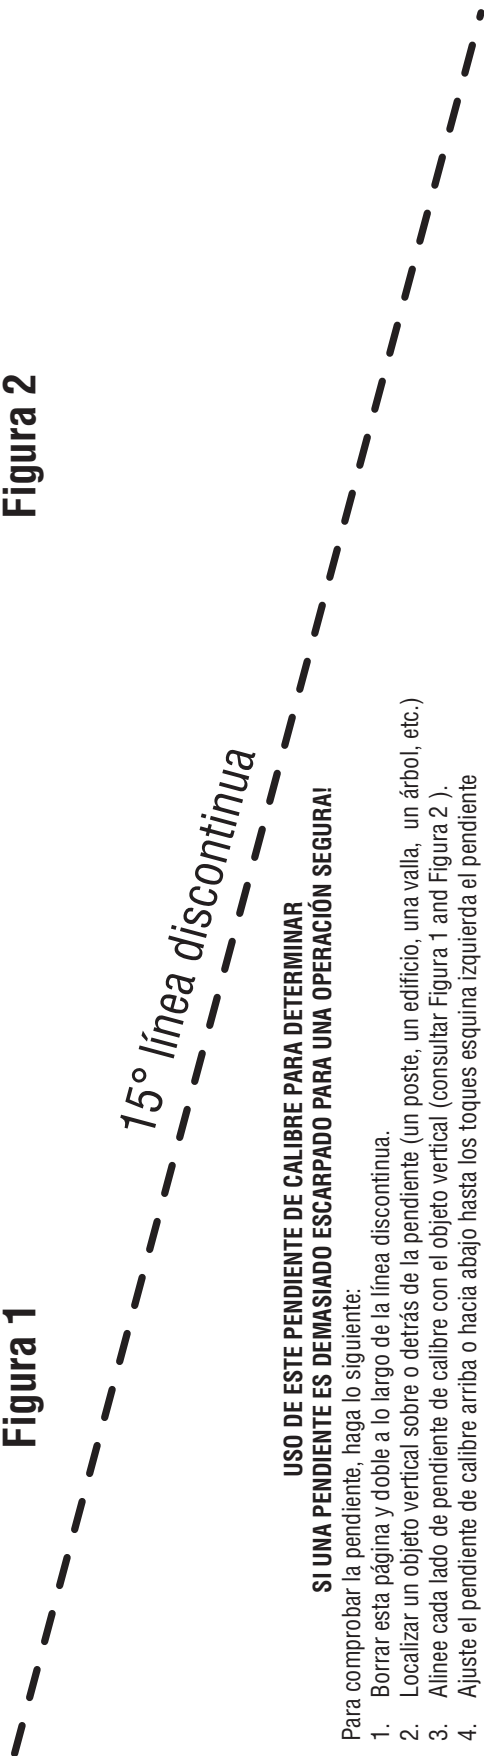 Figura 1
Figura 2
15° línea discontinua
USO DE ESTE PENDIENTE DE CALIBRE PARA DETERMINAR
SI UNA PENDIENTE ES DEMASIADO ESCARPADO PARA UNA OPERACIÓN SEGURA!
Para comprobar la pendiente, haga lo siguiente:
1. Borrar esta página y doble a lo largo de la línea discontinua.
2. Localizar un objeto vertical sobre o detrás de la pendiente (un poste, un edificio, una valla, un árbol, etc.)
3. Alinee cada lado de pendiente de calibre con el objeto vertical (consultar Figura 1 and Figura 2 ).
4. Ajuste el pendiente de calibre arriba o hacia abajo hasta los toques esquina izquierda el pendiente